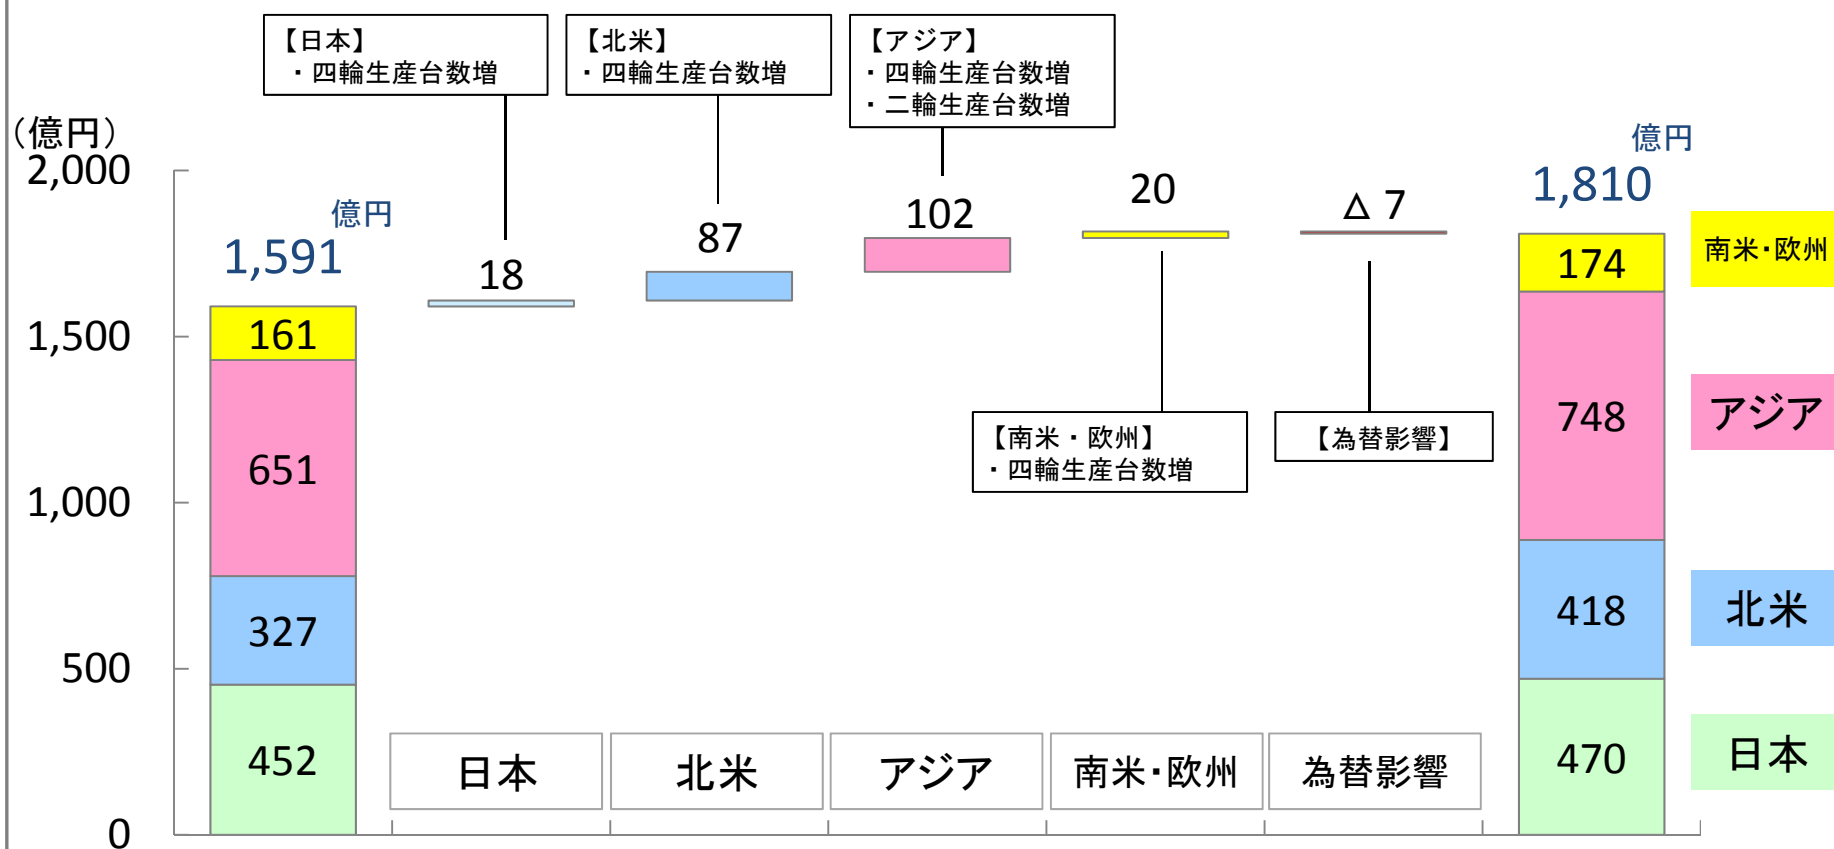 【日本】
・四輪生産台数増
【北米】
・四輪生産台数増
【アジア】
・四輪生産台数増
・二輪生産台数増
（億円）
2,000
1,500
1,000
500
0
億円
1,591
161
651
327
452
18
87
102
20
△ 7
【南米・欧州】
・四輪生産台数増
【為替影響】
億円
1,810
174
748
418
470
南米・欧州
アジア
北米
日本
日本
北米
アジア
南米・欧州
為替影響